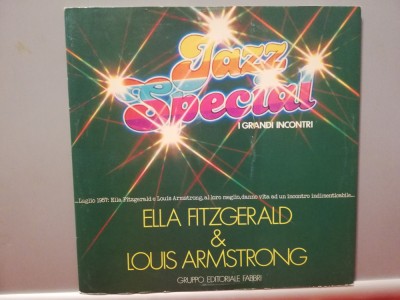 Jazz
Special
I GRANDI INCONTRI
...Luglio 1957: Ella Fitzgerald e Louis Armstrong, al loro meglio, danno vita ad un incontro indimenticabile...
ELLA FITZGERALD
&
LOUIS ARMSTRONG
GRUPPO EDITORIALE FABBRI